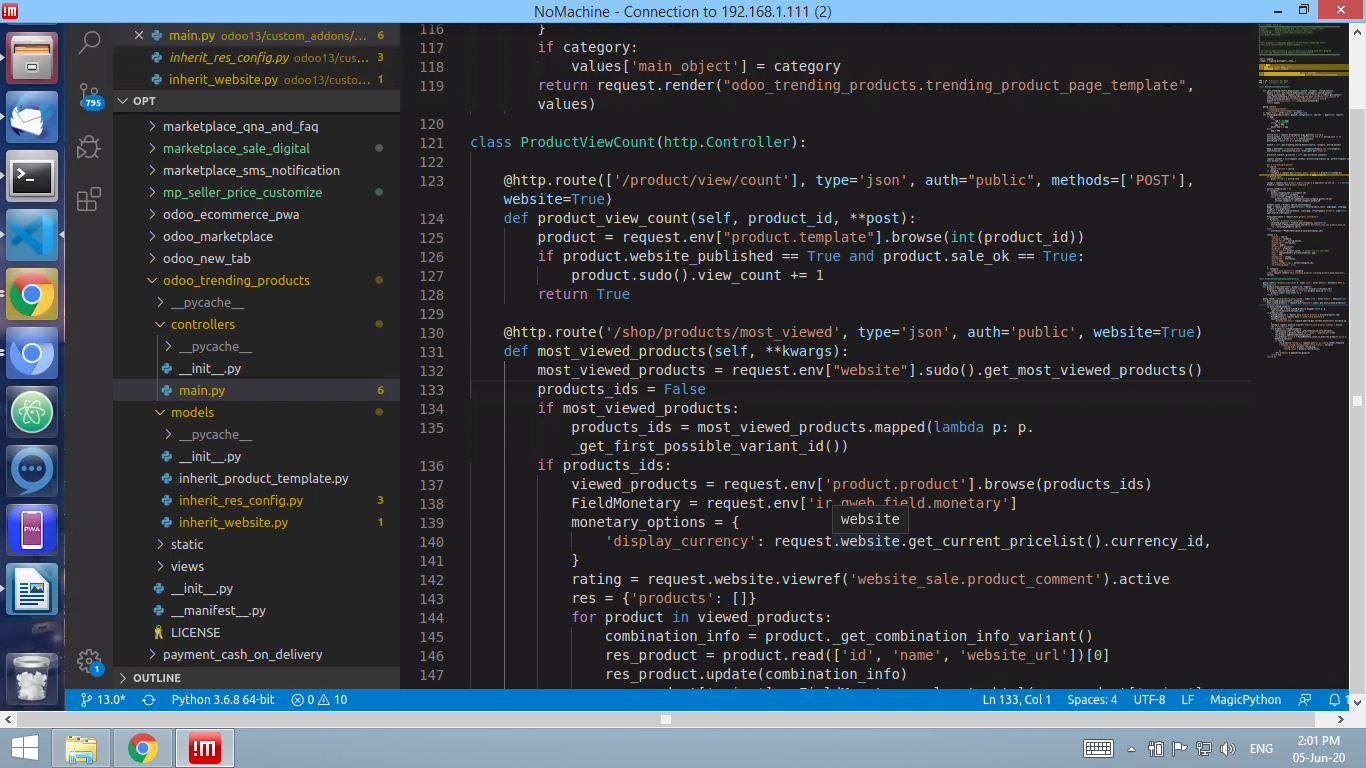 NoMachine - Connection to 192.168.1.111 (2)
main.py odoo13/custom_addons/... 6
inherit_res_config.py odoo13/cus... 3
inherit_website.py odoo13/custo... 1
795
OPT
marketplace_qna_and_faq
marketplace_sale_digital
marketplace_sms_notification
mp_seller_price_customize
odoo_ecommerce_pwa
odoo_marketplace
odoo_new_tab
odoo_trending_products
__pycache__
controllers
__pycache__
__init__.py
main.py 6
models
__pycache__
__init__.py
inherit_product_template.py
inherit_res_config.py 3
inherit_website.py 1
static
views
__init__.py
__manifest__.py
LICENSE
payment_cash_on_delivery
OUTLINE
1
PWA
116 }
117 if category:
118 values['main_object'] = category
119 return request.render("odoo_trending_products.trending_product_page_template",
values)
120
121 class ProductViewCount(http.Controller):
122
123 @http.route(['/product/view/count'], type='json', auth="public", methods=['POST'],
website=True)
124 def product_view_count(self, product_id, **post):
125 product = request.env["product.template"].browse(int(product_id))
126 if product.website_published == True and product.sale_ok == True:
127 product.sudo().view_count += 1
128 return True
129
130 @http.route('/shop/products/most_viewed', type='json', auth='public', website=True)
131 def most_viewed_products(self, **kwargs):
132 most_viewed_products = request.env["website"].sudo().get_most_viewed_products()
133 products_ids = False
134 if most_viewed_products:
135 products_ids = most_viewed_products.mapped(lambda p: p.
_get_first_possible_variant_id())
136 if products_ids:
137 viewed_products = request.env['product.product'].browse(products_ids)
138 FieldMonetary = request.env['ir.qweb.field.monetary']
website
139 monetary_options = {
140 'display_currency': request.website.get_current_pricelist().currency_id,
141 }
142 rating = request.website.viewref('website_sale.product_comment').active
143 res = {'products': []}
144 for product in viewed_products:
145 combination_info = product._get_combination_info_variant()
146 res_product = product.read(['id', 'name', 'website_url'])[0]
147 res_product.update(combination_info)
13.0* Python 3.6.8 64-bit 0 10 Ln 133, Col 1 Spaces: 4 UTF-8 LF MagicPython 1
ENG
2:01 PM
05-Jun-20